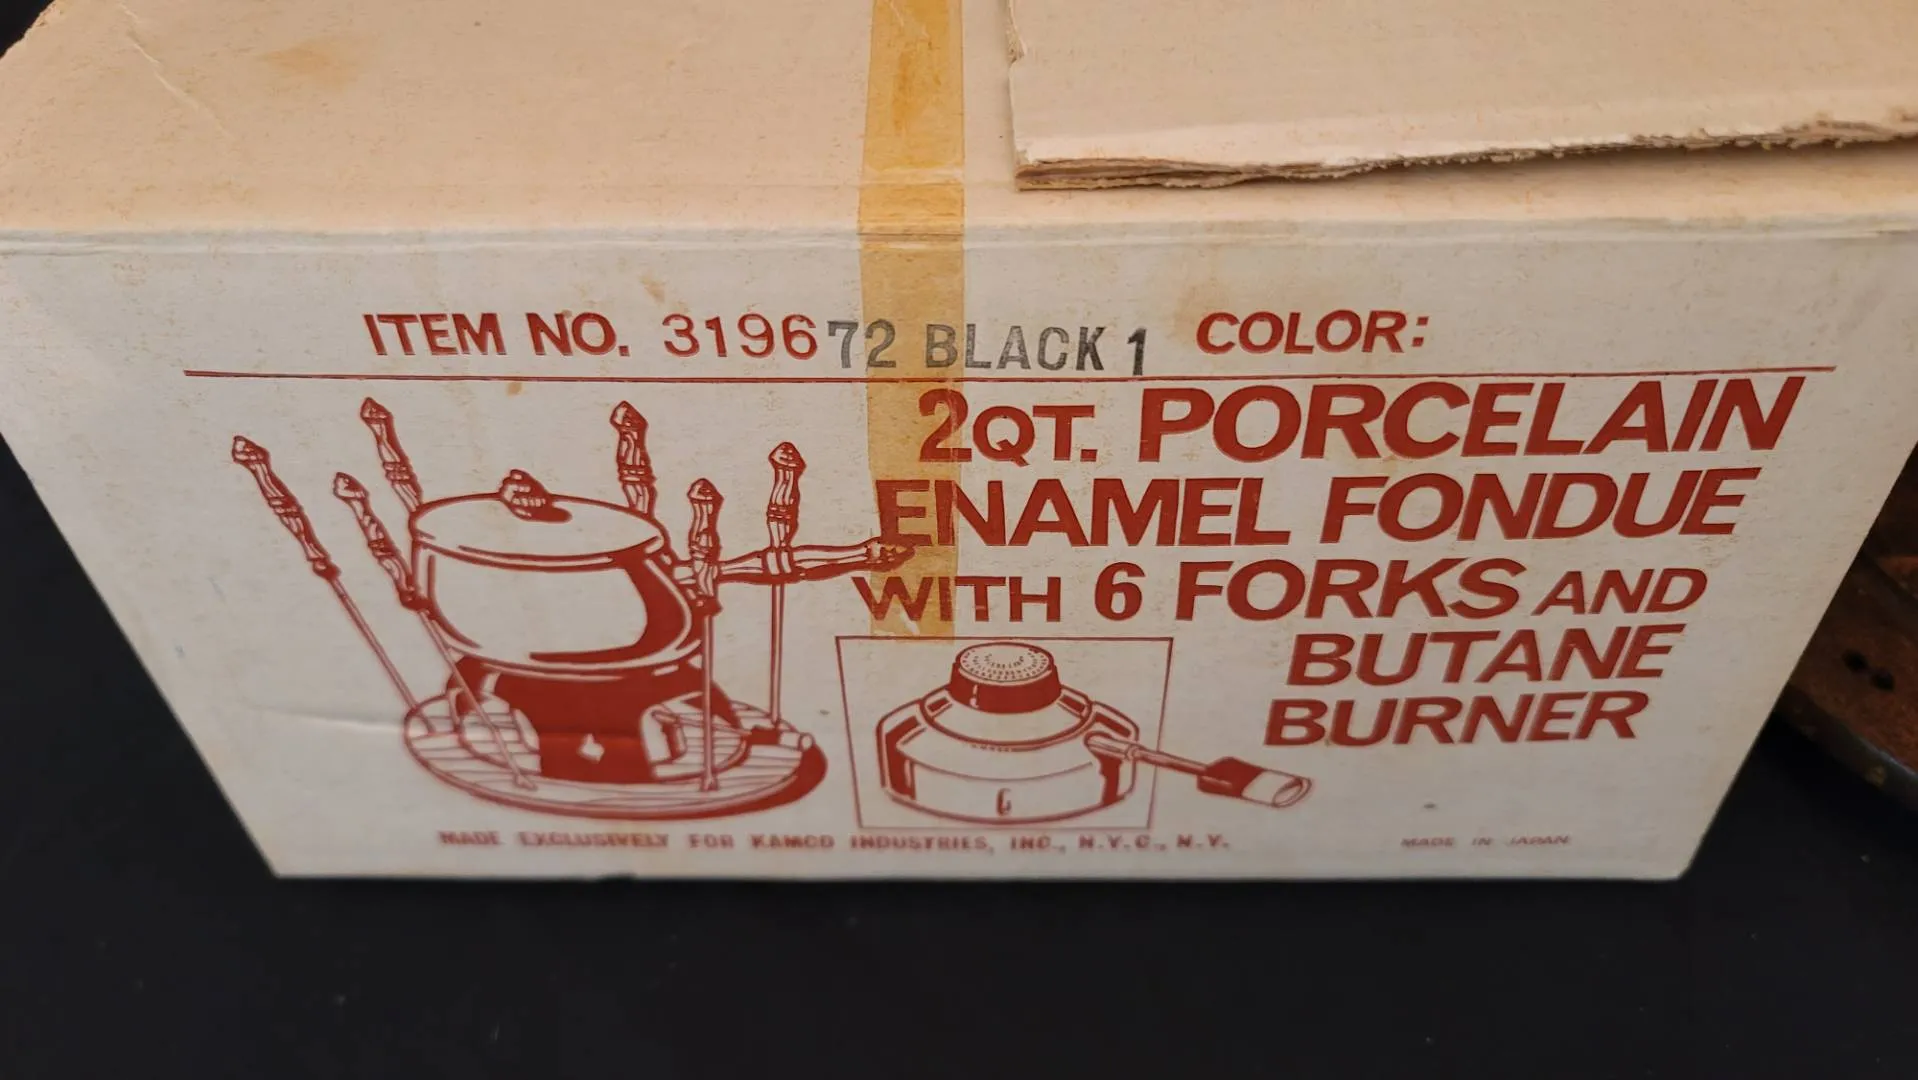 ITEM NO. 319672 BLACK 1 COLOR:
2QT. PORCELAIN
ENAMEL FONDUE
WITH 6 FORKS AND
BUTANE
BURNER
MADE EXCLUSIVELY FOR KAMCO INDUSTRIES, INC., N.Y.C., N.Y.
MADE IN JAPAN